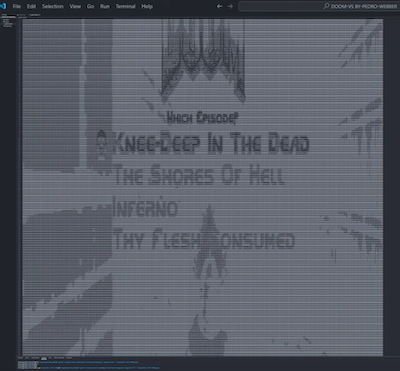 File Edit Selection View Go Run Terminal Help
DOOM-VS BY-PEDRO-WEBBER
DOOM
Which Episode?
Knee-Deep In The Dead
The Shores Of Hell
Inferno
Thy Flesh Consumed